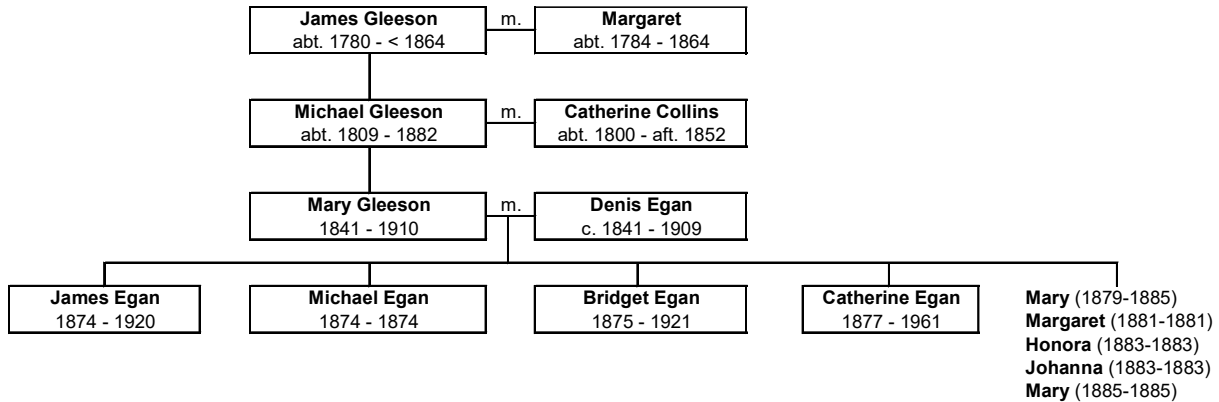 James Gleeson
abt. 1780 - < 1864
m.
Margaret
abt. 1784 - 1864
Michael Gleeson
abt. 1809 - 1882
m.
Catherine Collins
abt. 1800 - aft. 1852
Mary Gleeson
1841 - 1910
m.
Denis Egan
c. 1841 - 1909
James Egan
1874 - 1920
Michael Egan
1874 - 1874
Bridget Egan
1875 - 1921
Catherine Egan
1877 - 1961
Mary (1879-1885)
Margaret (1881-1881)
Honora (1883-1883)
Johanna (1883-1883)
Mary (1885-1885)